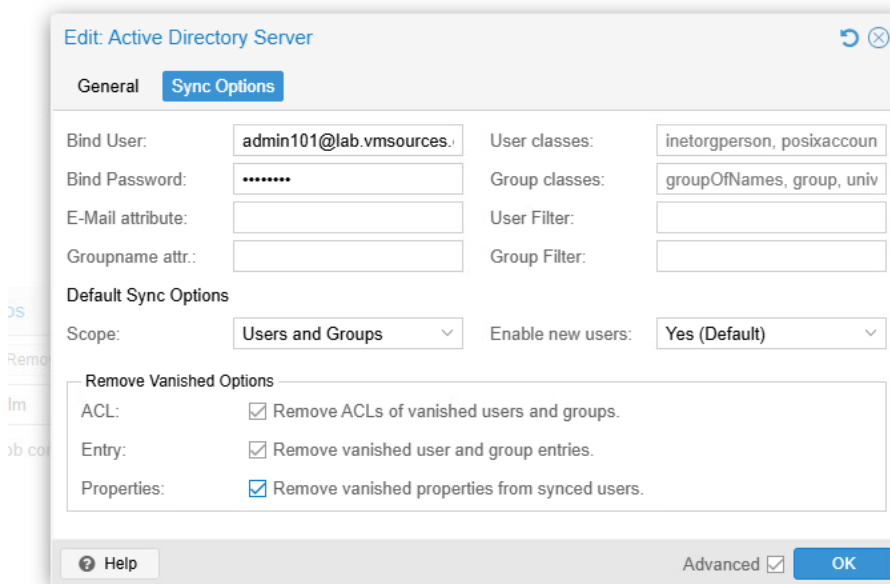 Edit: Active Directory Server
General Sync Options
Bind User: admin101@lab.vmsources. User classes: inetorgperson, posixaccoun
Bind Password: •••••••• Group classes: groupOfNames, group, univ
E-Mail attribute: User Filter:
Groupname attr.: Group Filter:
Default Sync Options
Scope: Users and Groups Enable new users: Yes (Default)
Remove Vanished Options
ACL: Remove ACLs of vanished users and groups.
Entry: Remove vanished user and group entries.
Properties: Remove vanished properties from synced users.
Help Advanced OK